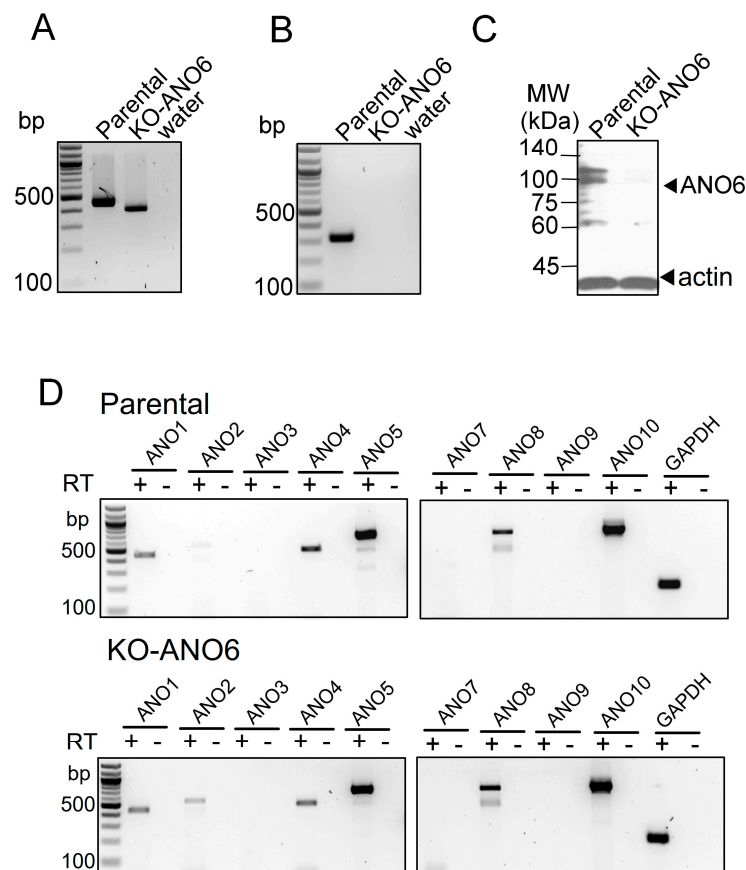 A
bp
Parental
KO-ANO6
water
500
100
B
bp
Parental
KO-ANO6
water
500
100
C
MW
(kDa)
Parental
KO-ANO6
140
100
75
60
45
◄ANO6
◄actin
D
Parental
ANO1 ANO2 ANO3 ANO4 ANO5 ANO7 ANO8 ANO9 ANO10 GAPDH
RT + - + - + - + - + - + - + - + - + - + -
bp
500
100
KO-ANO6
ANO1 ANO2 ANO3 ANO4 ANO5 ANO7 ANO8 ANO9 ANO10 GAPDH
RT + - + - + - + - + - + - + - + - + - + -
bp
500
100